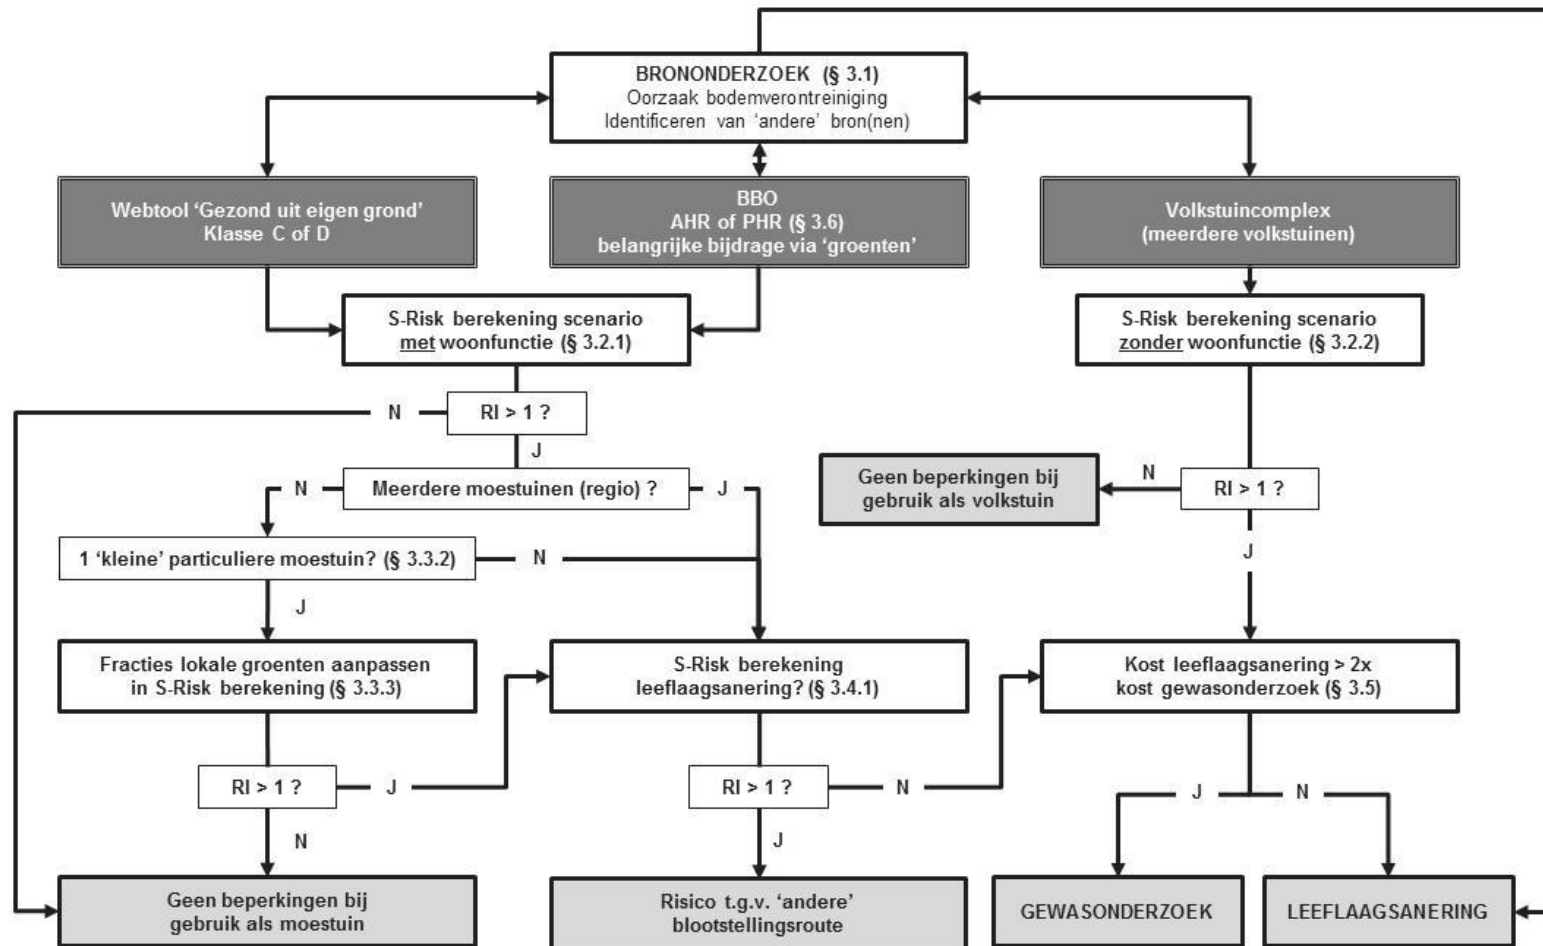 BRONONDERZOEK (§ 3.1)
Oorzaak bodemverontreiniging
Identificeren van ‘andere’ bron(nen)
Webtool ‘Gezond uit eigen grond’
Klasse C of D
BBO
AHR of PHR (§ 3.6)
belangrijke bijdrage via ‘groenten’
Volkstuincomplex
(meerdere volkstuinen)
S-Risk berekening scenario
met woonfunctie (§ 3.2.1)
S-Risk berekening scenario
zonder woonfunctie (§ 3.2.2)
N
RI > 1 ?
J
N
Meerdere moestuinen (regio) ?
J
Geen beperkingen bij
gebruik als volkstuin
N
RI > 1 ?
J
1 ‘kleine’ particuliere moestuin? (§ 3.3.2)
N
J
Fracties lokale groenten aanpassen
in S-Risk berekening (§ 3.3.3)
S-Risk berekening
leeflaagsanering? (§ 3.4.1)
Kost leeflaagsanering > 2x
kost gewasonderzoek (§ 3.5)
RI > 1 ?
J
RI > 1 ?
N
J
N
N
J
Geen beperkingen bij
gebruik als moestuin
Risico t.g.v. ‘andere’
blootstellingsroute
GEWASONDERZOEK
LEEFLAAGSANERING